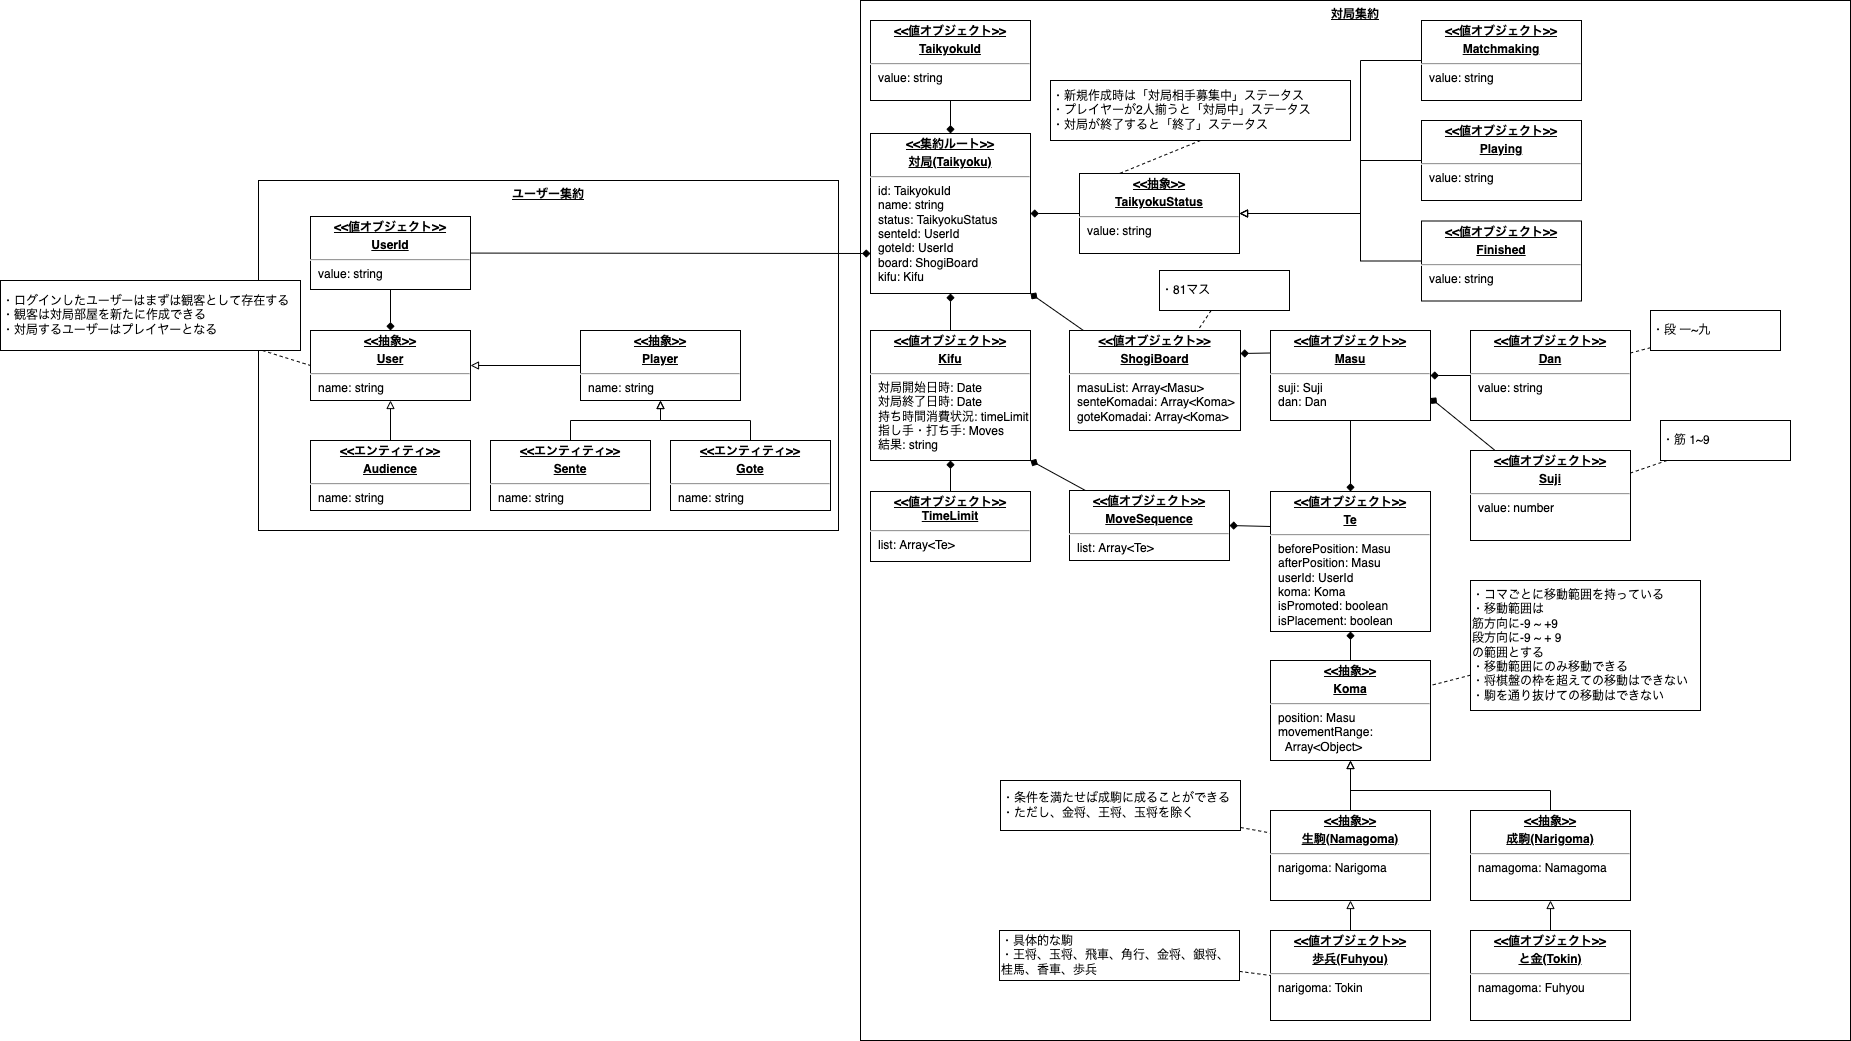 対局集約
<<値オブジェクト>>
TaikyokuId
value: string
<<値オブジェクト>>
Matchmaking
value: string
・新規作成時は「対局相手募集中」ステータス
・プレイヤーが2人揃うと「対局中」ステータス
・対局が終了すると「終了」ステータス
<<集約ルート>>
対局(Taikyoku)
id: TaikyokuId
name: string
status: TaikyokuStatus
senteId: UserId
goteId: UserId
board: ShogiBoard
kifu: Kifu
<<抽象>>
TaikyokuStatus
value: string
<<値オブジェクト>>
Playing
value: string
<<値オブジェクト>>
Finished
value: string
ユーザー集約
<<値オブジェクト>>
UserId
value: string
・ログインしたユーザーはまずは観客として存在する
・観客は対局部屋を新たに作成できる
・対局するユーザーはプレイヤーとなる
<<抽象>>
User
name: string
<<抽象>>
Player
name: string
<<エンティティ>>
Audience
name: string
<<エンティティ>>
Sente
name: string
<<エンティティ>>
Gote
name: string
・81マス
<<値オブジェクト>>
Kifu
対局開始日時: Date
対局終了日時: Date
持ち時間消費状況: timeLimit
指し手・打ち手: Moves
結果: string
<<値オブジェクト>>
ShogiBoard
masuList: Array<Masu>
senteKomadai: Array<Koma>
goteKomadai: Array<Koma>
<<値オブジェクト>>
Masu
suji: Suji
dan: Dan
<<値オブジェクト>>
Dan
value: string
・段 一~九
<<値オブジェクト>>
Suji
value: number
・筋 1~9
<<値オブジェクト>>
TimeLimit
list: Array<Te>
<<値オブジェクト>>
MoveSequence
list: Array<Te>
<<値オブジェクト>>
Te
beforePosition: Masu
afterPosition: Masu
userId: UserId
koma: Koma
isPromoted: boolean
isPlacement: boolean
・コマごとに移動範囲を持っている
・移動範囲は
筋方向に-9 ~ +9
段方向に-9 ~ + 9
の範囲とする
・移動範囲にのみ移動できる
・将棋盤の枠を超えての移動はできない
・駒を通り抜けての移動はできない
<<抽象>>
Koma
position: Masu
movementRange:
Array<Object>
・条件を満たせば成駒に成ることができる
・ただし、金将、王将、玉将を除く
<<抽象>>
生駒(Namagoma)
narigoma: Narigoma
<<抽象>>
成駒(Narigoma)
namagoma: Namagoma
・具体的な駒
・王将、玉将、飛車、角行、金将、銀将、
桂馬、香車、歩兵
<<値オブジェクト>>
歩兵(Fuhyou)
narigoma: Tokin
<<値オブジェクト>>
と金(Tokin)
namagoma: Fuhyou